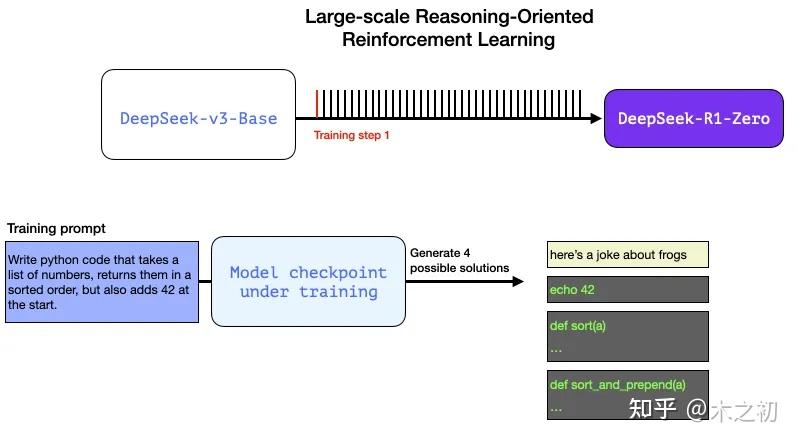 Large-scale Reasoning-Oriented
Reinforcement Learning
DeepSeek-v3-Base
DeepSeek-R1-Zero
Training step 1
Training prompt
Write python code that takes a
list of numbers, returns them in a
sorted order, but also adds 42 at
the start.
Model checkpoint
under training
Generate 4
possible solutions
here's a joke about frogs
echo 42
def sort(a)
...
def sort_and_prepend(a)
...
知乎 @木之初